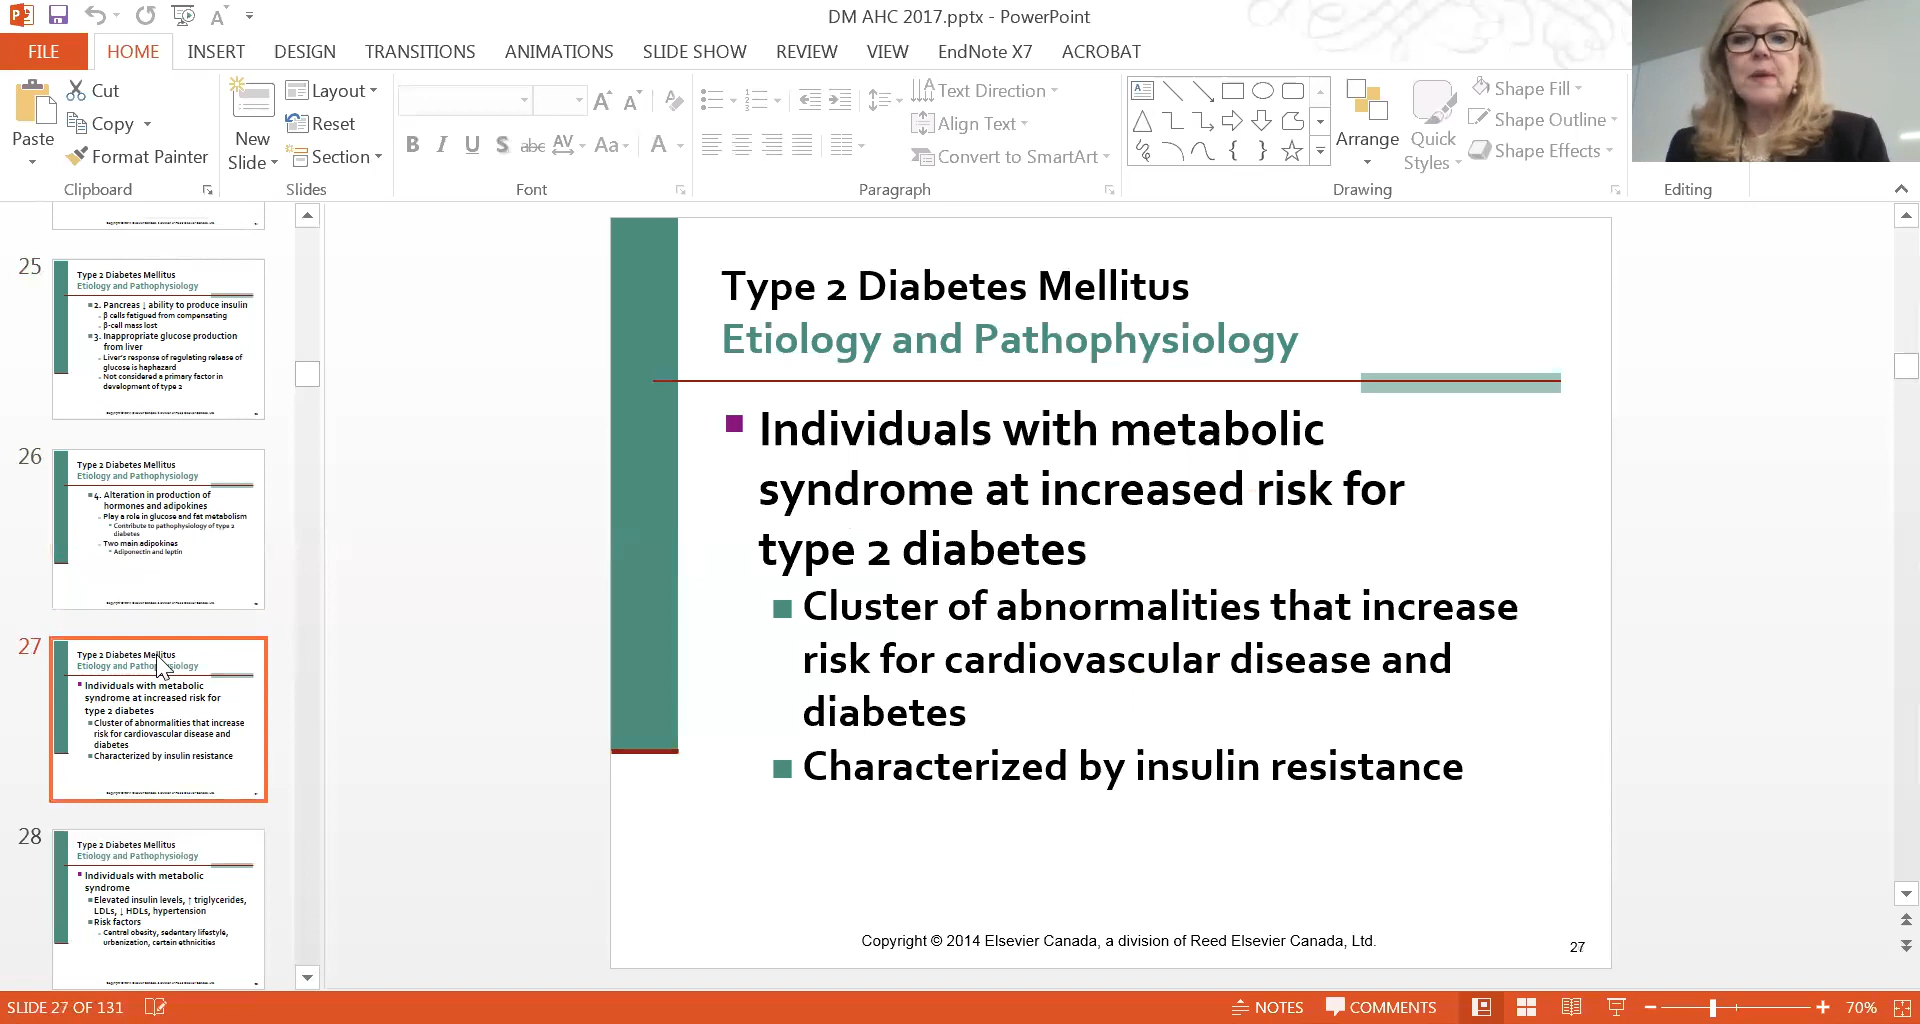 DM AHC 2017.pptx - PowerPoint
FILE
HOME
INSERT
DESIGN
TRANSITIONS
ANIMATIONS
SLIDE SHOW
REVIEW
VIEW
EndNote X7
ACROBAT
Paste
Cut
Copy
Format Painter
Clipboard
New
Slide
Layout
Reset
Section
Slides
B I U S abc AV Aa A
Font
Text Direction
Align Text
Convert to SmartArt
Paragraph
Arrange
Quick
Styles
Drawing
Shape Fill
Shape Outline
Shape Effects
Editing
25
Type 2 Diabetes Mellitus
Etiology and Pathophysiology
2. Pancreas ↓ ability to produce insulin
β cells fatigued from compensating
β-cell mass lost
3. Inappropriate glucose production
from liver
Liver's response of regulating release of
glucose is haphazard
Not considered a primary factor in
development of type 2
26
Type 2 Diabetes Mellitus
Etiology and Pathophysiology
4. Alteration in production of
hormones and adipokines
Play a role in glucose and fat metabolism
Contribute to pathophysiology of type 2
diabetes
Two main adipokines
Adiponectin and leptin
27
Type 2 Diabetes Mellitus
Etiology and Pathophysiology
Individuals with metabolic
syndrome at increased risk for
type 2 diabetes
Cluster of abnormalities that increase
risk for cardiovascular disease and
diabetes
Characterized by insulin resistance
28
Type 2 Diabetes Mellitus
Etiology and Pathophysiology
Individuals with metabolic
syndrome
Elevated insulin levels, ↑ triglycerides,
LDLs, ↓ HDLs, hypertension
Risk factors
Central obesity, sedentary lifestyle,
urbanization, certain ethnicities
Type 2 Diabetes Mellitus
Etiology and Pathophysiology
Individuals with metabolic
syndrome at increased risk for
type 2 diabetes
Cluster of abnormalities that increase
risk for cardiovascular disease and
diabetes
Characterized by insulin resistance
Copyright © 2014 Elsevier Canada, a division of Reed Elsevier Canada, Ltd.
27
SLIDE 27 OF 131
NOTES
COMMENTS
70%